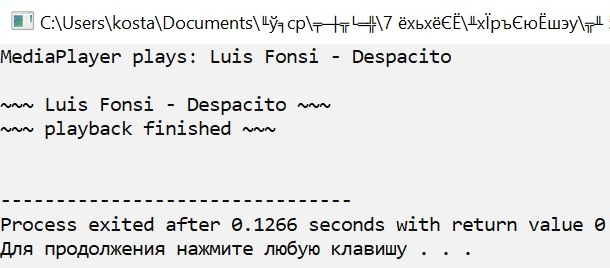 C:\Users\kosta\Documents\╙ў╕ср\╤┼╥╘╬╬\7 ёхьхёЄЁ\╨хЇръЄюЁшэу\╥╨
MediaPlayer plays: Luis Fonsi - Despacito
~~~ Luis Fonsi - Despacito ~~~
~~~ playback finished ~~~
--------------------------------
Process exited after 0.1266 seconds with return value 0
Для продолжения нажмите любую клавишу . . .